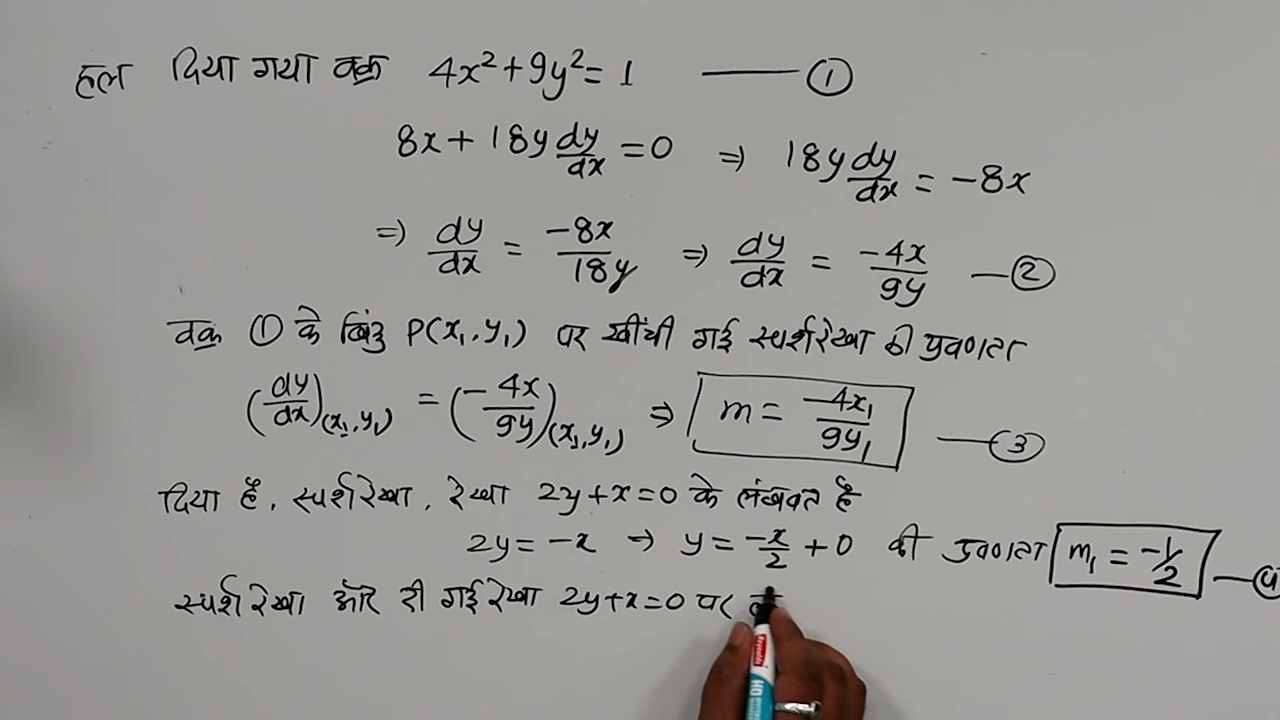 हल दिया गया वक्र 4x²+9y²=1 —— ①
8x+18y dy/dx =0 ⇒ 18y dy/dx = -8x
⇒ dy/dx = -8x/18y ⇒ dy/dx = -4x/9y —②
वक्र ① के बिंदु P(x₁,y₁) पर खींची गई स्पर्शरेखा की प्रवणता
(dy/dx)(x₁,y₁) = (-4x/9y)(x₁,y₁) ⇒ m = -4x₁/9y₁ —③
दिया है, स्पर्शरेखा, रेखा 2y+x=0 के लंबवत है
2y=-x → y=-x/2 +0 की प्रवणता m₁ = -1/2 —④
स्पर्श रेखा और दी गई रेखा 2y+x=0 पर
Reynolds